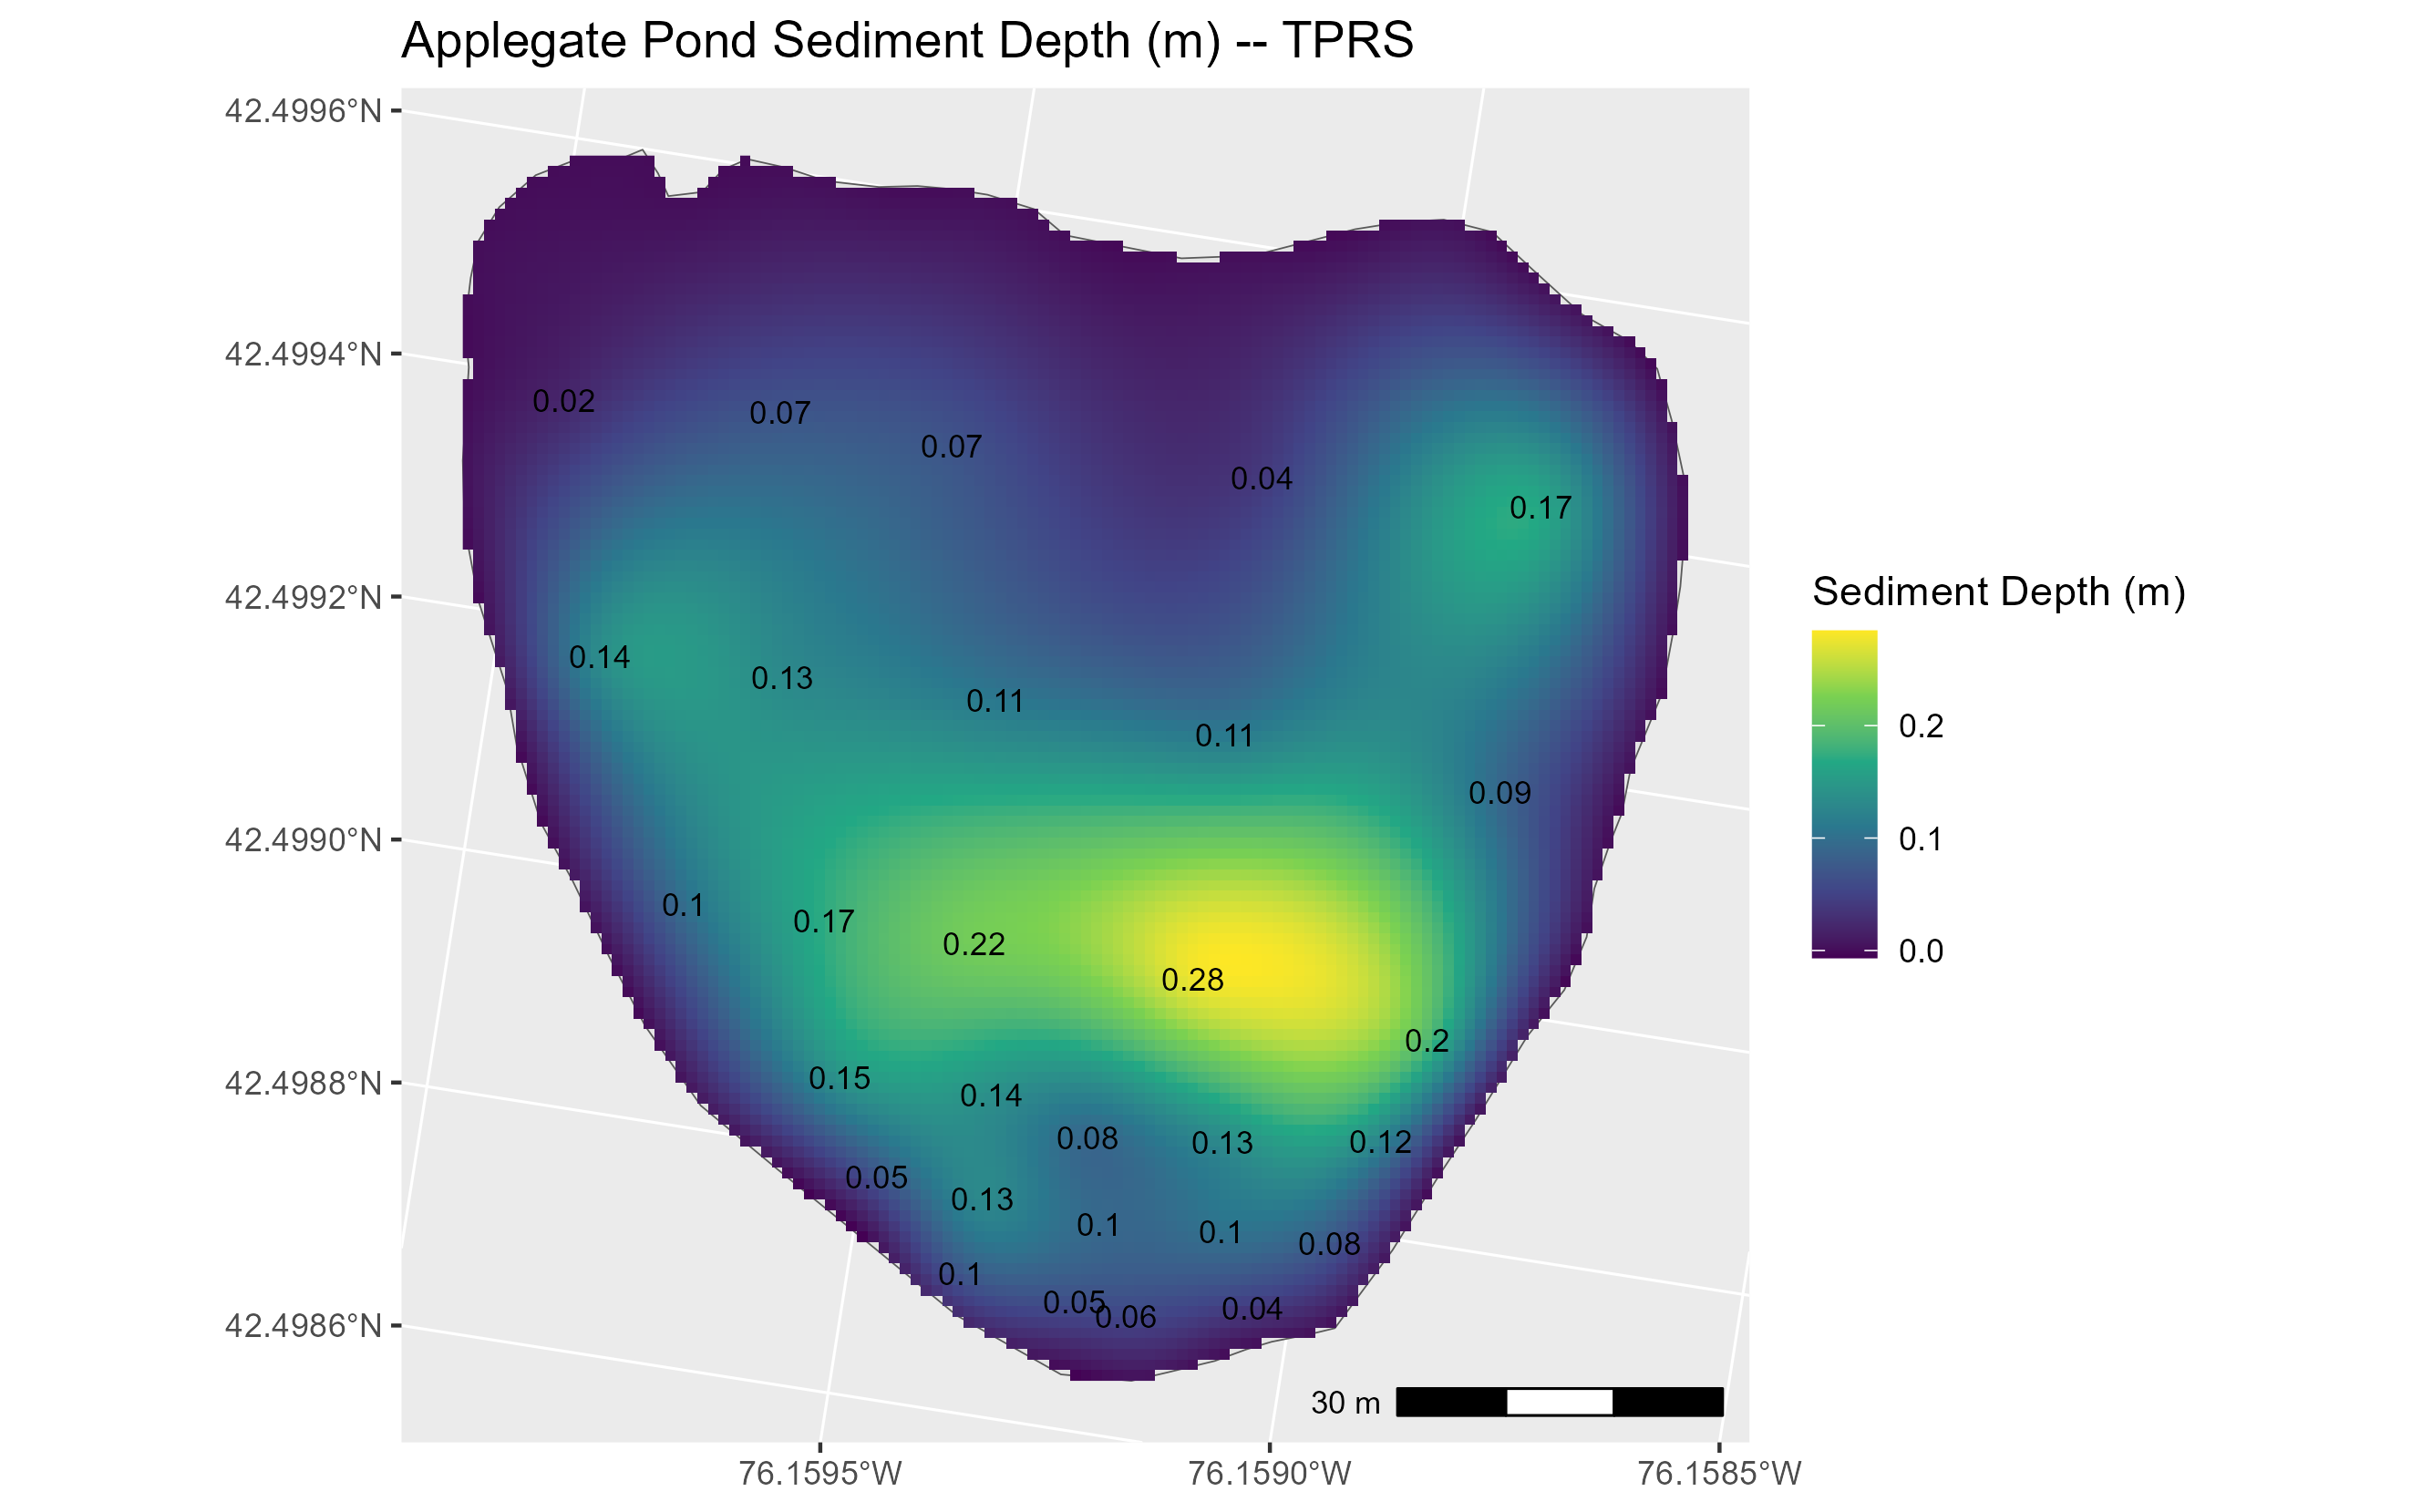 Applegate Pond Sediment Depth (m) -- TPRS
42.4996°N
42.4994°N
42.4992°N
42.4990°N
42.4988°N
42.4986°N
0.02
0.07
0.07
0.04
0.17
0.14
0.13
0.11
0.11
0.09
0.1
0.17
0.22
0.28
0.2
0.15
0.14
0.08
0.13
0.12
0.05
0.13
0.1
0.1
0.08
0.1
0.05
0.06
0.04
30 m
76.1595°W
76.1590°W
76.1585°W
Sediment Depth (m)
0.2
0.1
0.0